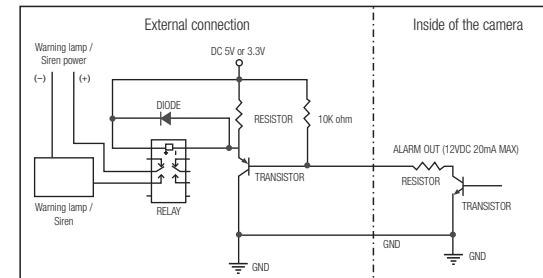 External connection
Inside of the camera
Warning lamp /
Siren power
(−)
(+)
DC 5V or 3.3V
DIODE
RESISTOR
10K ohm
ALARM OUT (12VDC 20mA MAX)
RESISTOR
TRANSISTOR
TRANSISTOR
RELAY
Warning lamp /
Siren
GND
GND
GND